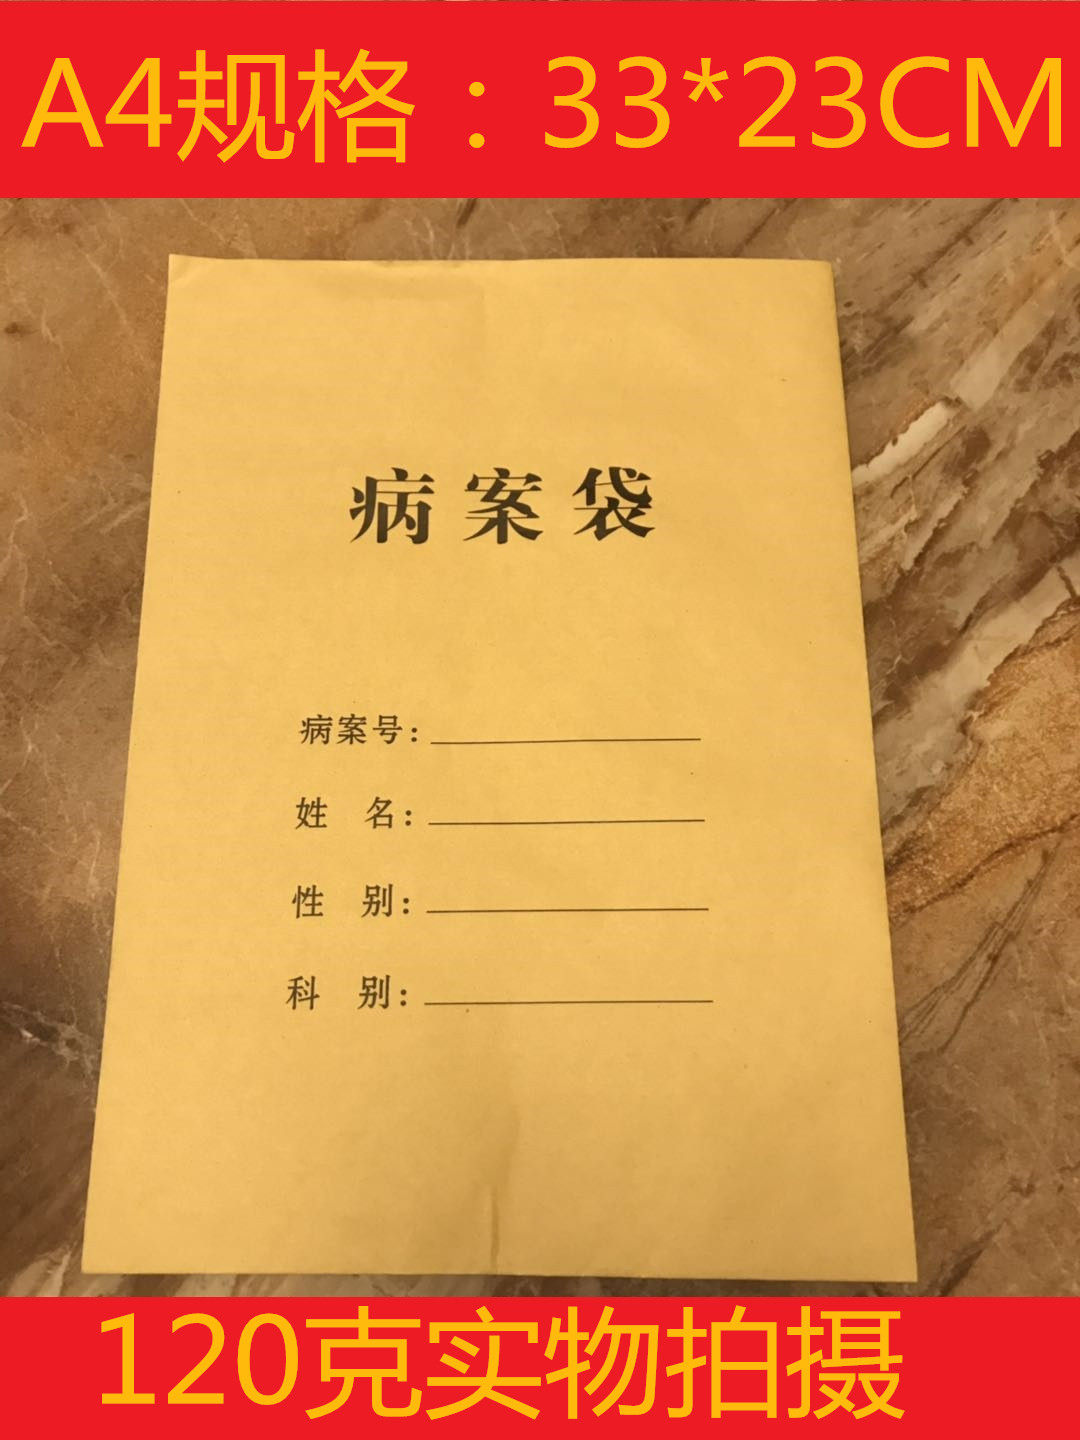 A4规格：33*23CM
病案袋
病案号：
姓 名：
性 别：
科 别：
120克实物拍摄